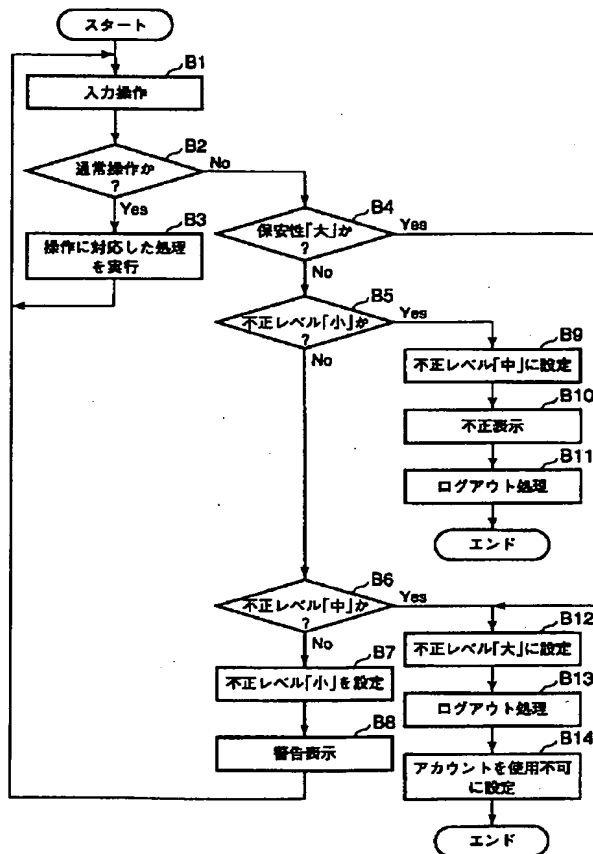 スタート
B1
入力操作
B2
通常操作か
?
No
Yes
B3
操作に対応した処理
を実行
B4
保安性「大」か
?
Yes
No
B5
不正レベル「小」か
?
Yes
No
B9
不正レベル「中」に設定
B10
不正表示
B11
ログアウト処理
エンド
B6
不正レベル「中」か
?
Yes
No
B7
不正レベル「小」を設定
B8
警告表示
B12
不正レベル「大」に設定
B13
ログアウト処理
B14
アカウントを使用不可
に設定
エンド